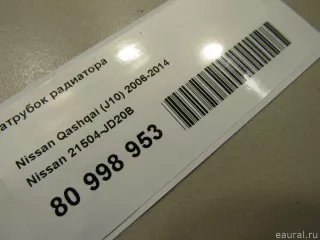 атрубок радиатора
Nissan Qashqai (J10) 2006-2014
Nissan 21504-JD20B
80 998 953
eaural.ru